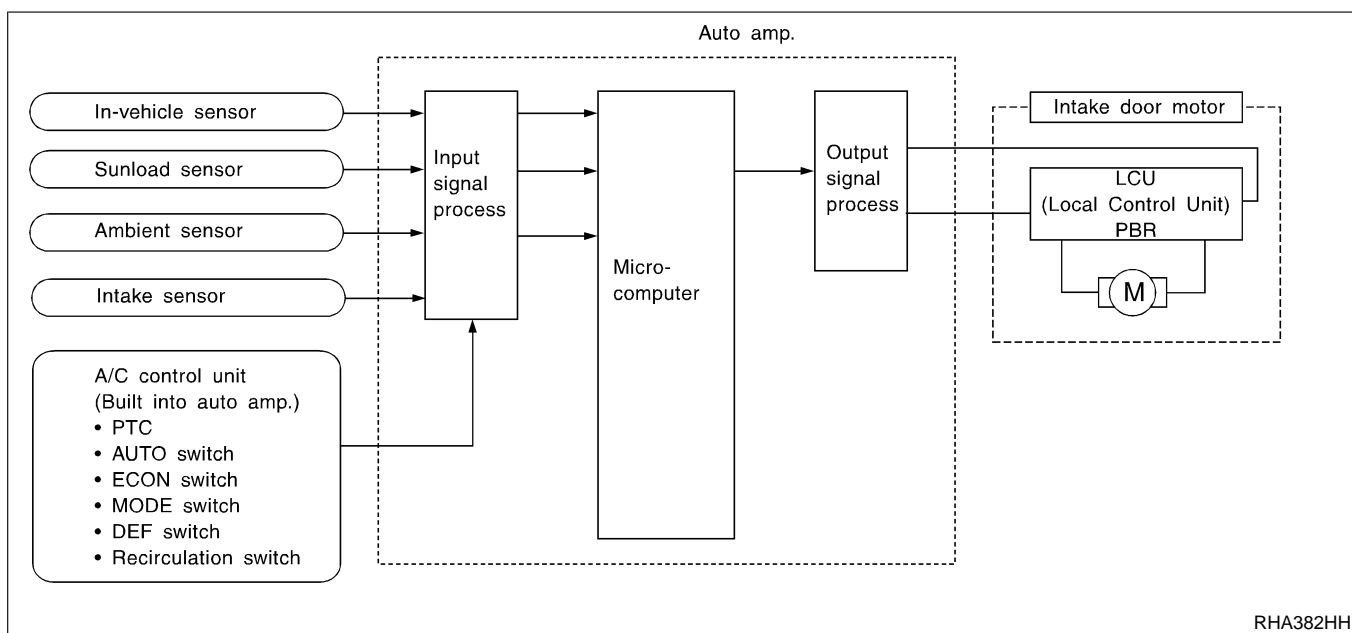 Auto amp.
In-vehicle sensor
Sunload sensor
Ambient sensor
Intake sensor
A/C control unit
(Built into auto amp.)
• PTC
• AUTO switch
• ECON switch
• MODE switch
• DEF switch
• Recirculation switch
Input
signal
process
Micro-
computer
Output
signal
process
Intake door motor
LCU
(Local Control Unit)
PBR
M
RHA382HH